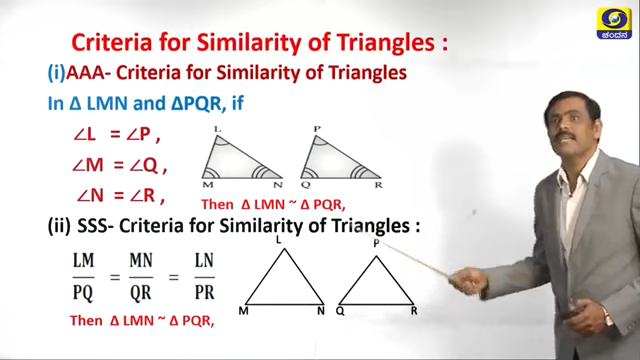 Criteria for Similarity of Triangles :
ಚಂದನ
(i)AAA- Criteria for Similarity of Triangles
In Δ LMN and ΔPQR, if
∠L = ∠P ,
∠M = ∠Q ,
∠N = ∠R ,
L
P
M
N
Q
R
Then Δ LMN ~ Δ PQR,
(ii) SSS- Criteria for Similarity of Triangles :
LM/PQ = MN/QR = LN/PR
L
P
M
N
Q
R
Then Δ LMN ~ Δ PQR,